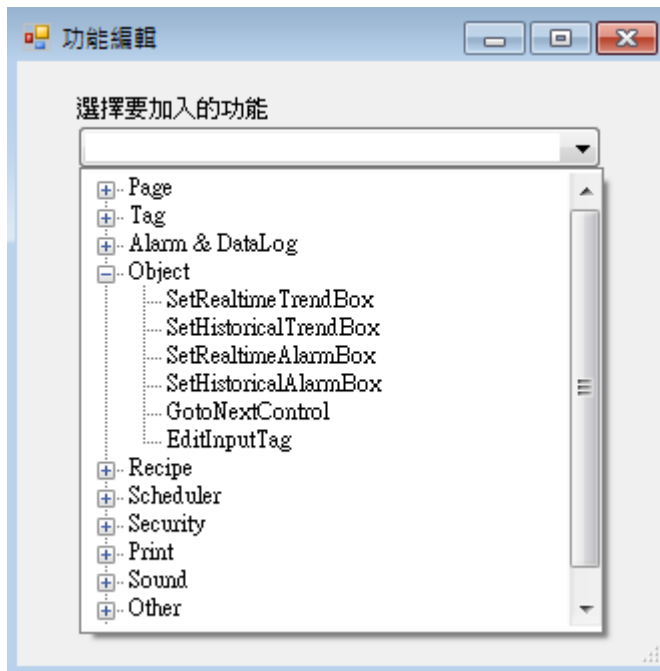 功能編輯
選擇要加入的功能
Page
Tag
Alarm & DataLog
Object
SetRealtimeTrendBox
SetHistoricalTrendBox
SetRealtimeAlarmBox
SetHistoricalAlarmBox
GotoNextControl
EditInputTag
Recipe
Scheduler
Security
Print
Sound
Other